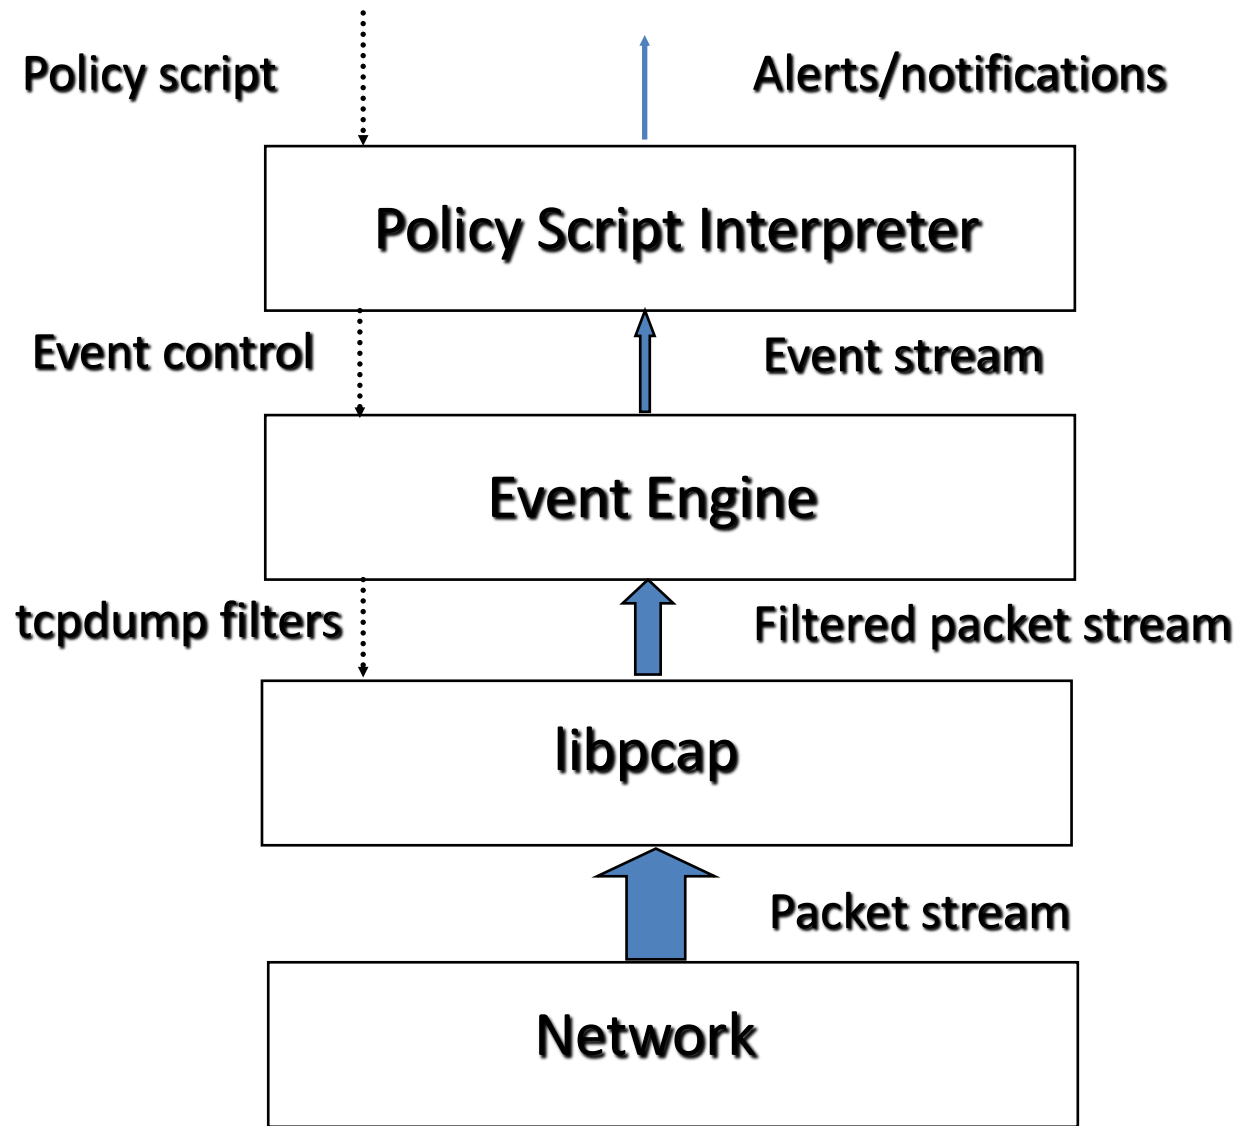 Policy script
Alerts/notifications
Policy Script Interpreter
Event control
Event stream
Event Engine
tcpdump filters
Filtered packet stream
libpcap
Packet stream
Network